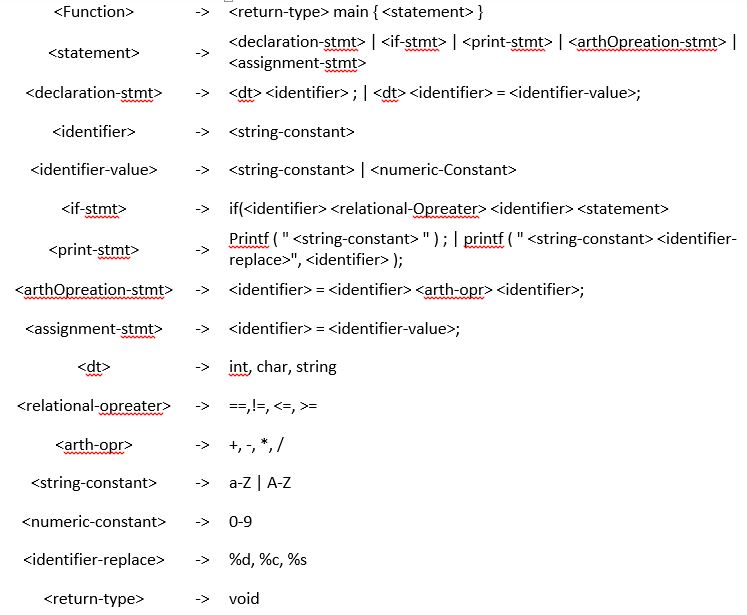 <Function> -> <return-type> main { <statement> }
<statement> -> <declaration-stmt> | <if-stmt> | <print-stmt> | <arthOpreation-stmt> |
<assignment-stmt>
<declaration-stmt> -> <dt> <identifier> ; | <dt> <identifier> = <identifier-value>;
<identifier> -> <string-constant>
<identifier-value> -> <string-constant> | <numeric-Constant>
<if-stmt> -> if(<identifier> <relational-Opreater> <identifier> <statement>
<print-stmt> -> Printf ( " <string-constant> " ) ; | printf ( " <string-constant> <identifier-
replace>", <identifier> );
<arthOpreation-stmt> -> <identifier> = <identifier> <arth-opr> <identifier>;
<assignment-stmt> -> <identifier> = <identifier-value>;
<dt> -> int, char, string
<relational-opreater> -> ==,!=, <=, >=
<arth-opr> -> +, -, *, /
<string-constant> -> a-Z | A-Z
<numeric-constant> -> 0-9
<identifier-replace> -> %d, %c, %s
<return-type> -> void